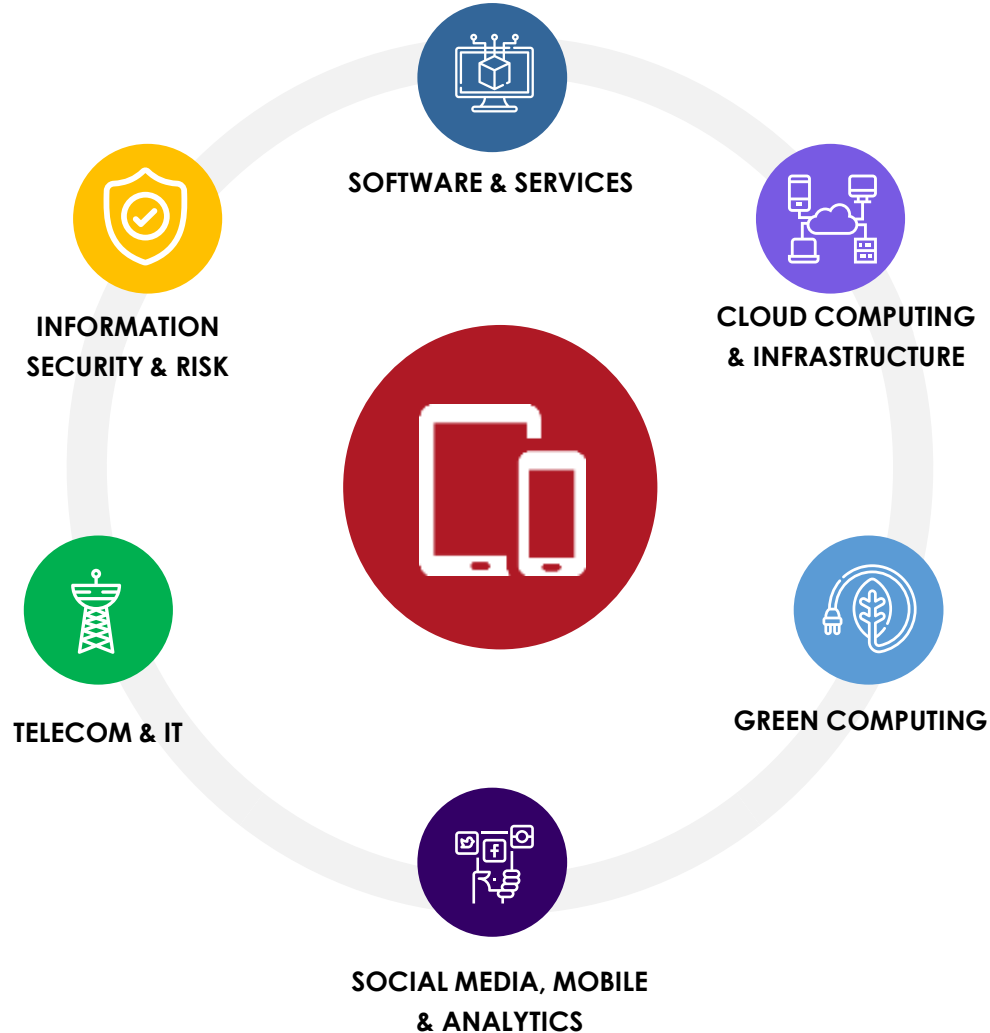 SOFTWARE & SERVICES
CLOUD COMPUTING
& INFRASTRUCTURE
INFORMATION
SECURITY & RISK
GREEN COMPUTING
TELECOM & IT
SOCIAL MEDIA, MOBILE
& ANALYTICS